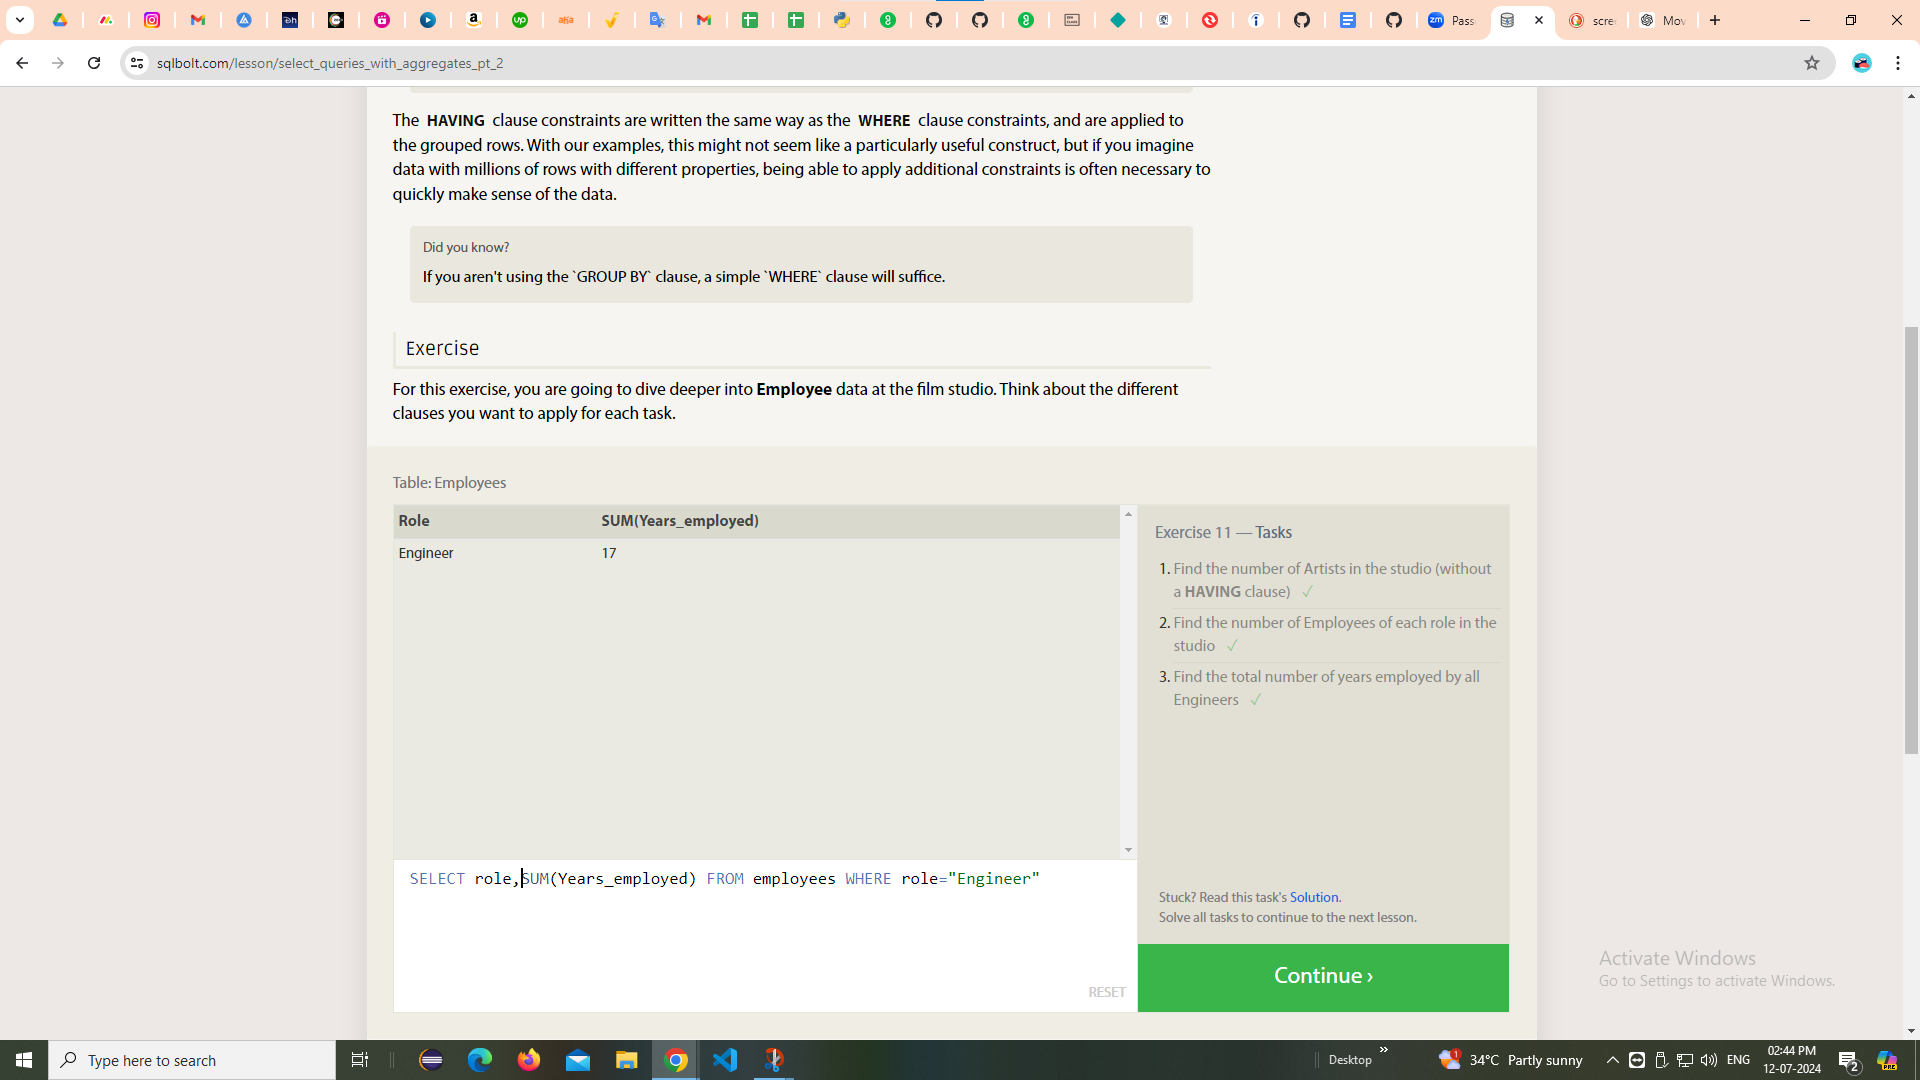 Pass
scre
Mov
sqlbolt.com/lesson/select_queries_with_aggregates_pt_2
The HAVING clause constraints are written the same way as the WHERE clause constraints, and are applied to
the grouped rows. With our examples, this might not seem like a particularly useful construct, but if you imagine
data with millions of rows with different properties, being able to apply additional constraints is often necessary to
quickly make sense of the data.
Did you know?
If you aren't using the `GROUP BY` clause, a simple `WHERE` clause will suffice.
Exercise
For this exercise, you are going to dive deeper into Employee data at the film studio. Think about the different
clauses you want to apply for each task.
Table: Employees
Role SUM(Years_employed)
Engineer 17
SELECT role,SUM(Years_employed) FROM employees WHERE role="Engineer"
RESET
Exercise 11 — Tasks
1. Find the number of Artists in the studio (without
a HAVING clause) ✓
2. Find the number of Employees of each role in the
studio ✓
3. Find the total number of years employed by all
Engineers ✓
Stuck? Read this task's Solution.
Solve all tasks to continue to the next lesson.
Continue ›
Activate Windows
Go to Settings to activate Windows.
Type here to search
Desktop
34°C Partly sunny
ENG
02:44 PM
12-07-2024
2